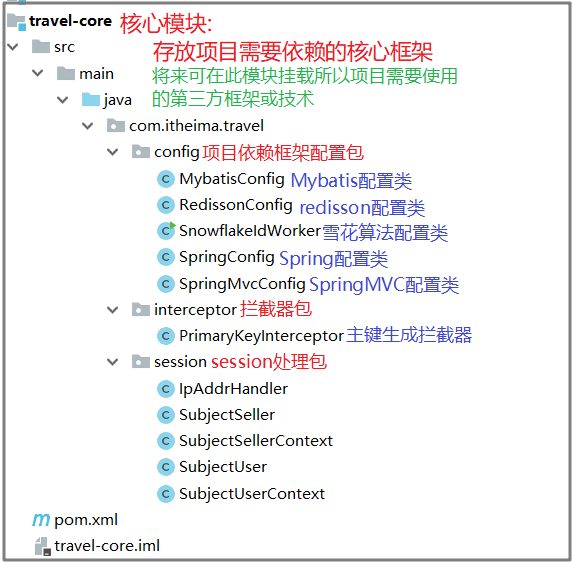 travel-core 核心模块:
src 存放项目需要依赖的核心框架
main 将来可在此模块挂载所以项目需要使用
java 的第三方框架或技术
com.itheima.travel
config 项目依赖框架配置包
MybatisConfig Mybatis配置类
RedissonConfig redisson配置类
SnowflakeIdWorker 雪花算法配置类
SpringConfig Spring配置类
SpringMvcConfig SpringMVC配置类
interceptor 拦截器包
PrimaryKeyInterceptor 主键生成拦截器
session session处理包
IpAddrHandler
SubjectSeller
SubjectSellerContext
SubjectUser
SubjectUserContext
pom.xml
travel-core.iml